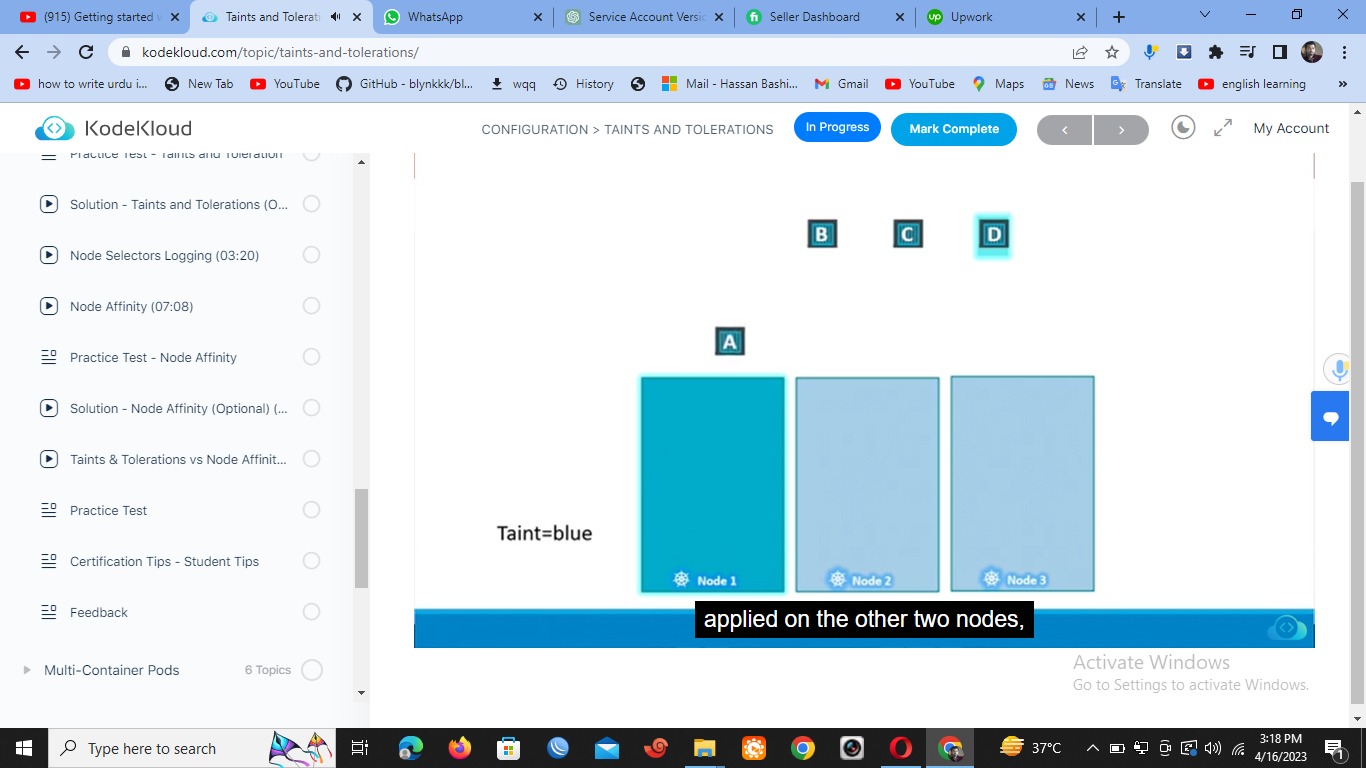 (915) Getting started w
Taints and Tolerati
WhatsApp
Service Account Versic
Seller Dashboard
Upwork
kodekloud.com/topic/taints-and-tolerations/
how to write urdu i...
New Tab
YouTube
GitHub - blynkkk/bl...
wqq
History
Mail - Hassan Bashi...
Gmail
YouTube
Maps
News
Translate
english learning
»
KodeKloud
CONFIGURATION > TAINTS AND TOLERATIONS
In Progress
Mark Complete
My Account
Practice Test - Taints and Toleration
Solution - Taints and Tolerations (O...
Node Selectors Logging (03:20)
Node Affinity (07:08)
Practice Test - Node Affinity
Solution - Node Affinity (Optional) (...
Taints & Tolerations vs Node Affinit...
Practice Test
Certification Tips - Student Tips
Feedback
Multi-Container Pods
6 Topics
B
C
D
A
Taint=blue
Node 1
Node 2
Node 3
applied on the other two nodes,
Activate Windows
Go to Settings to activate Windows.
Type here to search
37°C
3:18 PM
4/16/2023
1